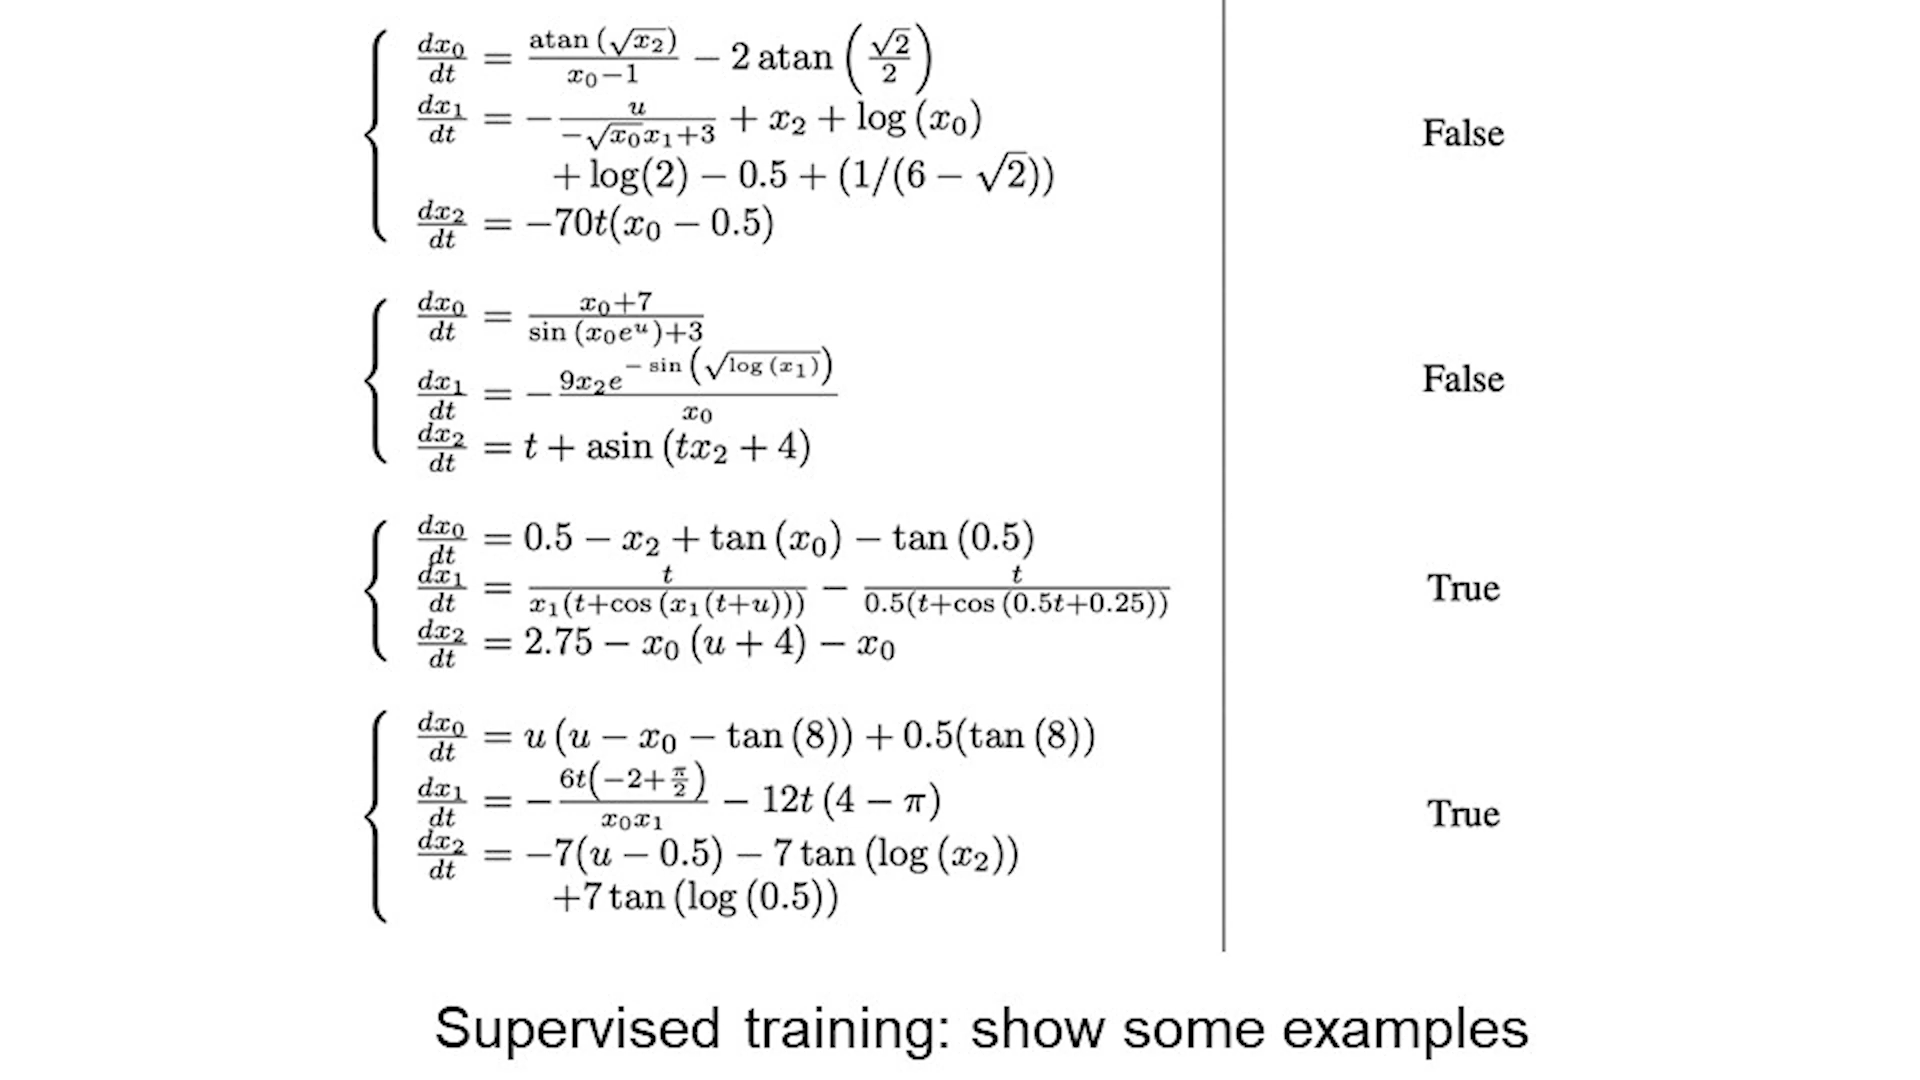 dx₀/dt = atan(√x₂)/(x₀−1) − 2 atan(√2/2)
dx₁/dt = −u/(−√x₀x₁+3) + x₂ + log(x₀)
+ log(2) − 0.5 + (1/(6 − √2))
dx₂/dt = −70t(x₀ − 0.5)
False
dx₀/dt = (x₀+7)/(sin(x₀eᵘ)+3)
dx₁/dt = −9x₂e^(−sin(√log(x₁)))/x₀
dx₂/dt = t + asin(tx₂ + 4)
False
dx₀/dt = 0.5 − x₂ + tan(x₀) − tan(0.5)
dx₁/dt = t/(x₁(t+cos(x₁(t+u)))) − t/(0.5(t+cos(0.5t+0.25)))
dx₂/dt = 2.75 − x₀(u + 4) − x₀
True
dx₀/dt = u(u − x₀ − tan(8)) + 0.5(tan(8))
dx₁/dt = −6t(−2+π/2)/(x₀x₁) − 12t(4 − π)
dx₂/dt = −7(u − 0.5) − 7 tan(log(x₂))
+7 tan(log(0.5))
True
Supervised training: show some examples